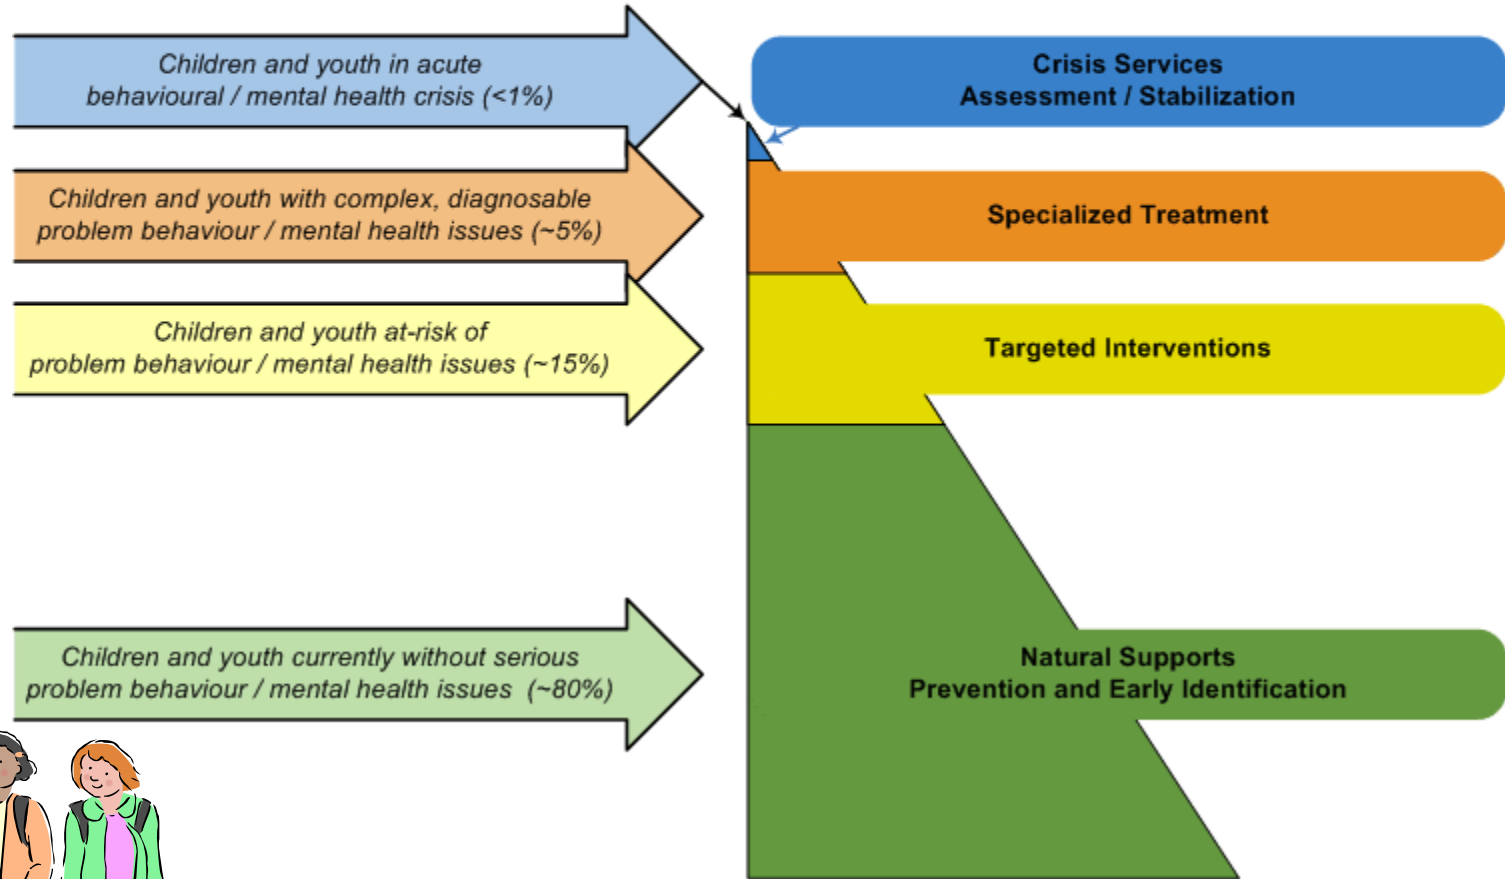 Children and youth in acute
behavioural / mental health crisis (<1%)
Crisis Services
Assessment / Stabilization
Children and youth with complex, diagnosable
problem behaviour / mental health issues (~5%)
Specialized Treatment
Children and youth at-risk of
problem behaviour / mental health issues (~15%)
Targeted Interventions
Children and youth currently without serious
problem behaviour / mental health issues  (~80%)
Natural Supports
Prevention and Early Identification